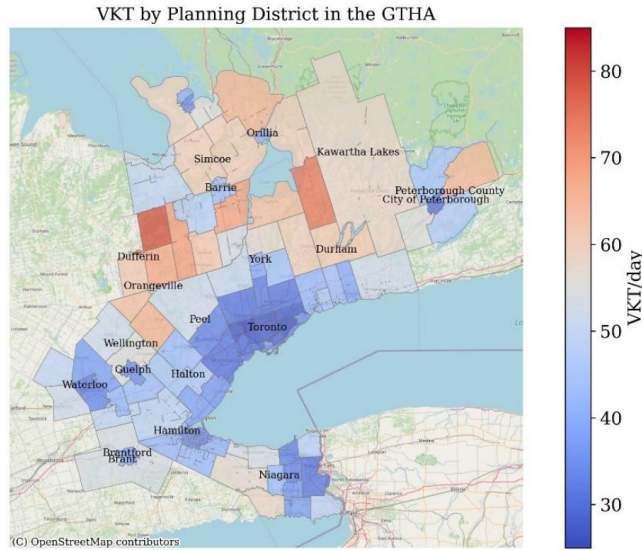 VKT by Planning District in the GTHA
Orillia
Simcoe
Kawartha Lakes
Barrie
Peterborough County
City of Peterborough
Dufferin
York
Durham
Orangeville
Peel
Toronto
Wellington
Guelph
Halton
Waterloo
Hamilton
Brantford
Brant
Niagara
(C) OpenStreetMap contributors
80
70
60
50
40
30
VKT/day